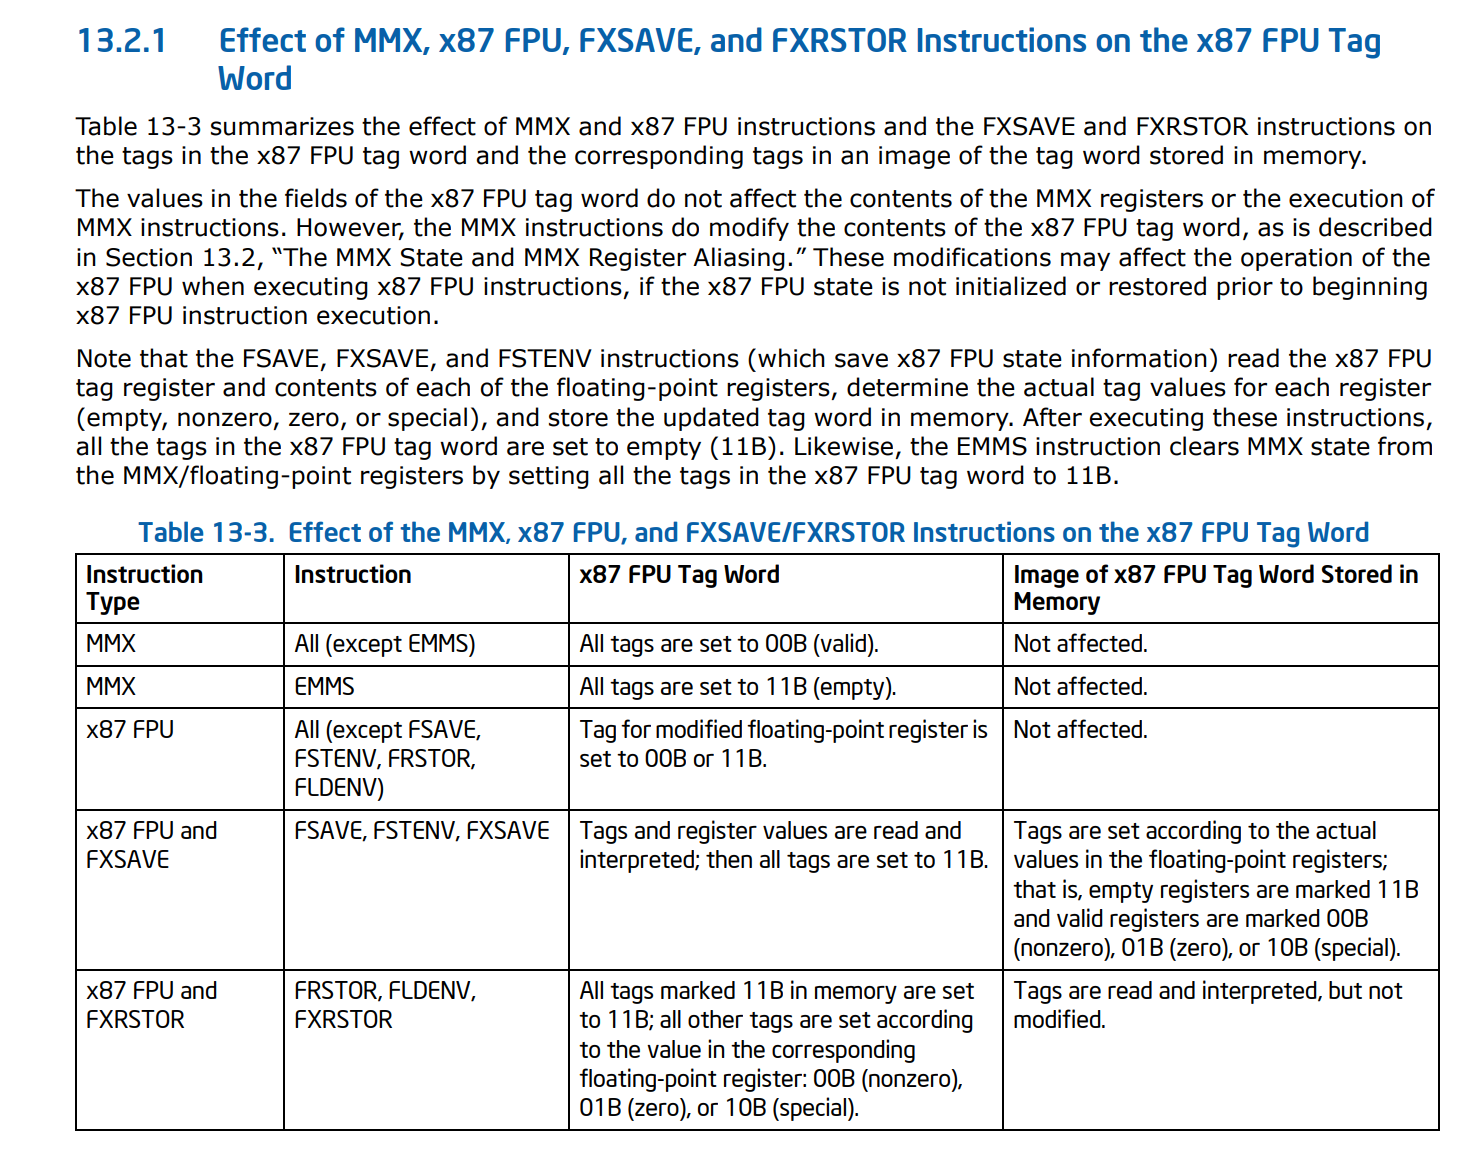 13.2.1 Effect of MMX, x87 FPU, FXSAVE, and FXRSTOR Instructions on the x87 FPU Tag
Word
Table 13-3 summarizes the effect of MMX and x87 FPU instructions and the FXSAVE and FXRSTOR instructions on
the tags in the x87 FPU tag word and the corresponding tags in an image of the tag word stored in memory.
The values in the fields of the x87 FPU tag word do not affect the contents of the MMX registers or the execution of
MMX instructions. However, the MMX instructions do modify the contents of the x87 FPU tag word, as is described
in Section 13.2, “The MMX State and MMX Register Aliasing.” These modifications may affect the operation of the
x87 FPU when executing x87 FPU instructions, if the x87 FPU state is not initialized or restored prior to beginning
x87 FPU instruction execution.
Note that the FSAVE, FXSAVE, and FSTENV instructions (which save x87 FPU state information) read the x87 FPU
tag register and contents of each of the floating-point registers, determine the actual tag values for each register
(empty, nonzero, zero, or special), and store the updated tag word in memory. After executing these instructions,
all the tags in the x87 FPU tag word are set to empty (11B). Likewise, the EMMS instruction clears MMX state from
the MMX/floating-point registers by setting all the tags in the x87 FPU tag word to 11B.
Table 13-3. Effect of the MMX, x87 FPU, and FXSAVE/FXRSTOR Instructions on the x87 FPU Tag Word
Instruction
Type
Instruction
x87 FPU Tag Word
Image of x87 FPU Tag Word Stored in
Memory
MMX
All (except EMMS)
All tags are set to 00B (valid).
Not affected.
MMX
EMMS
All tags are set to 11B (empty).
Not affected.
x87 FPU
All (except FSAVE,
FSTENV, FRSTOR,
FLDENV)
Tag for modified floating-point register is
set to 00B or 11B.
Not affected.
x87 FPU and
FXSAVE
FSAVE, FSTENV, FXSAVE
Tags and register values are read and
interpreted; then all tags are set to 11B.
Tags are set according to the actual
values in the floating-point registers;
that is, empty registers are marked 11B
and valid registers are marked 00B
(nonzero), 01B (zero), or 10B (special).
x87 FPU and
FXRSTOR
FRSTOR, FLDENV,
FXRSTOR
All tags marked 11B in memory are set
to 11B; all other tags are set according
to the value in the corresponding
floating-point register: 00B (nonzero),
01B (zero), or 10B (special).
Tags are read and interpreted, but not
modified.